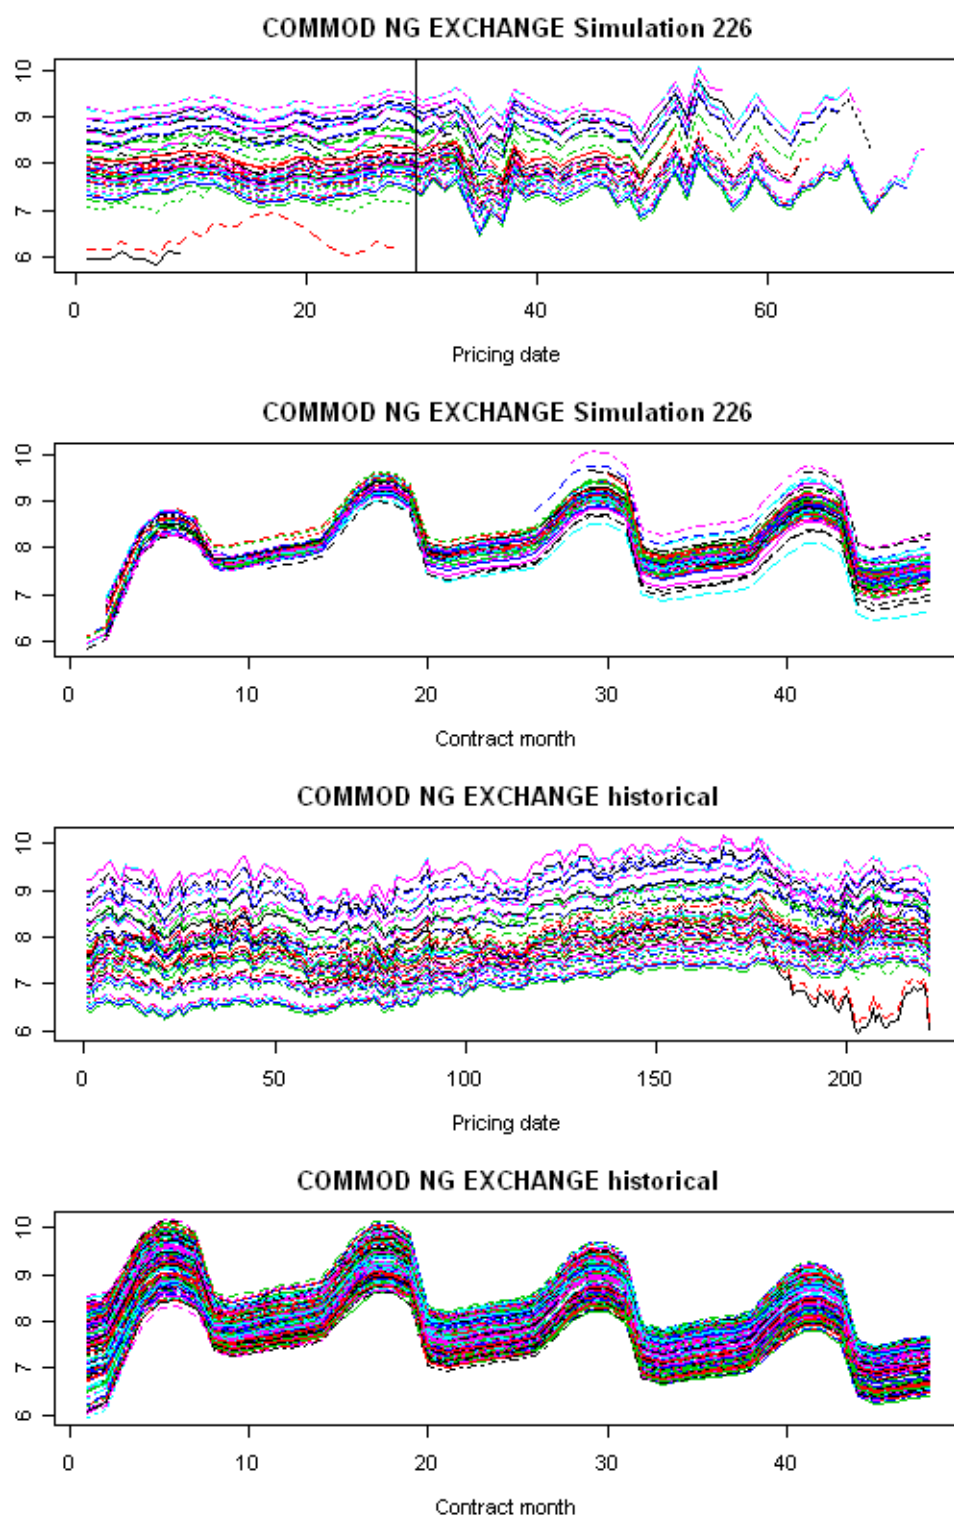 COMMOD NG EXCHANGE Simulation 226
10
9
8
7
6
0 20 40 60
Pricing date
COMMOD NG EXCHANGE Simulation 226
10
9
8
7
6
0 10 20 30 40
Contract month
COMMOD NG EXCHANGE historical
10
9
8
7
6
0 50 100 150 200
Pricing date
COMMOD NG EXCHANGE historical
10
9
8
7
6
0 10 20 30 40
Contract month